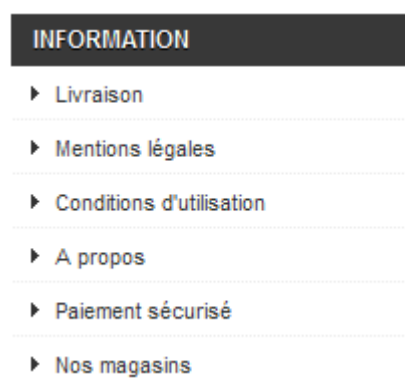 INFORMATION
Livraison
Mentions légales
Conditions d'utilisation
A propos
Paiement sécurisé
Nos magasins